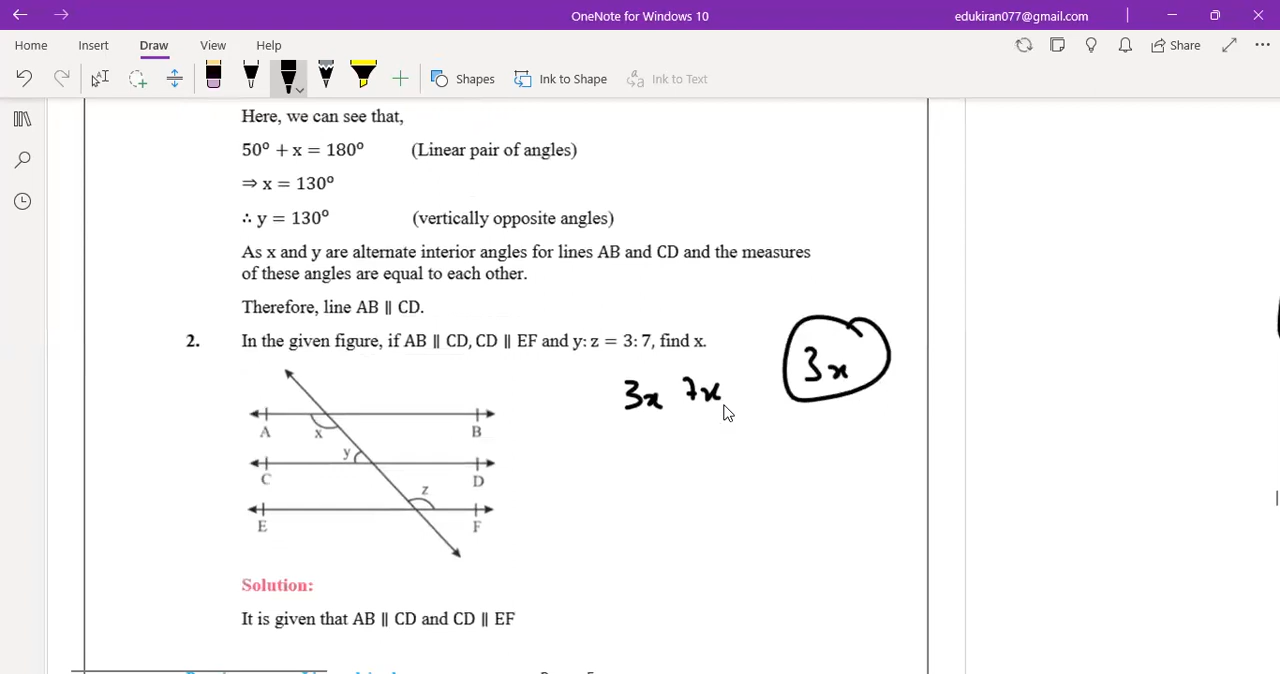 OneNote for Windows 10
edukiran077@gmail.com
Home Insert Draw View Help
Share
Shapes Ink to Shape Ink to Text
Here, we can see that,
50⁰ + x = 180⁰ (Linear pair of angles)
⇒ x = 130⁰
∴ y = 130⁰ (vertically opposite angles)
As x and y are alternate interior angles for lines AB and CD and the measures
of these angles are equal to each other.
Therefore, line AB ∥ CD.
2. In the given figure, if AB ∥ CD, CD ∥ EF and y: z = 3: 7, find x.
3x
3x 7x
A x B
y
C D
z
E F
Solution:
It is given that AB ∥ CD and CD ∥ EF